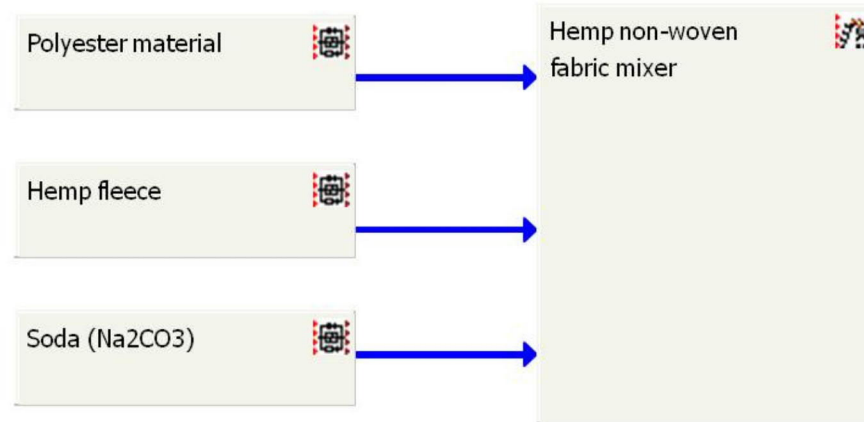 Polyester material
Hemp non-woven
fabric mixer
Hemp fleece
Soda (Na2CO3)